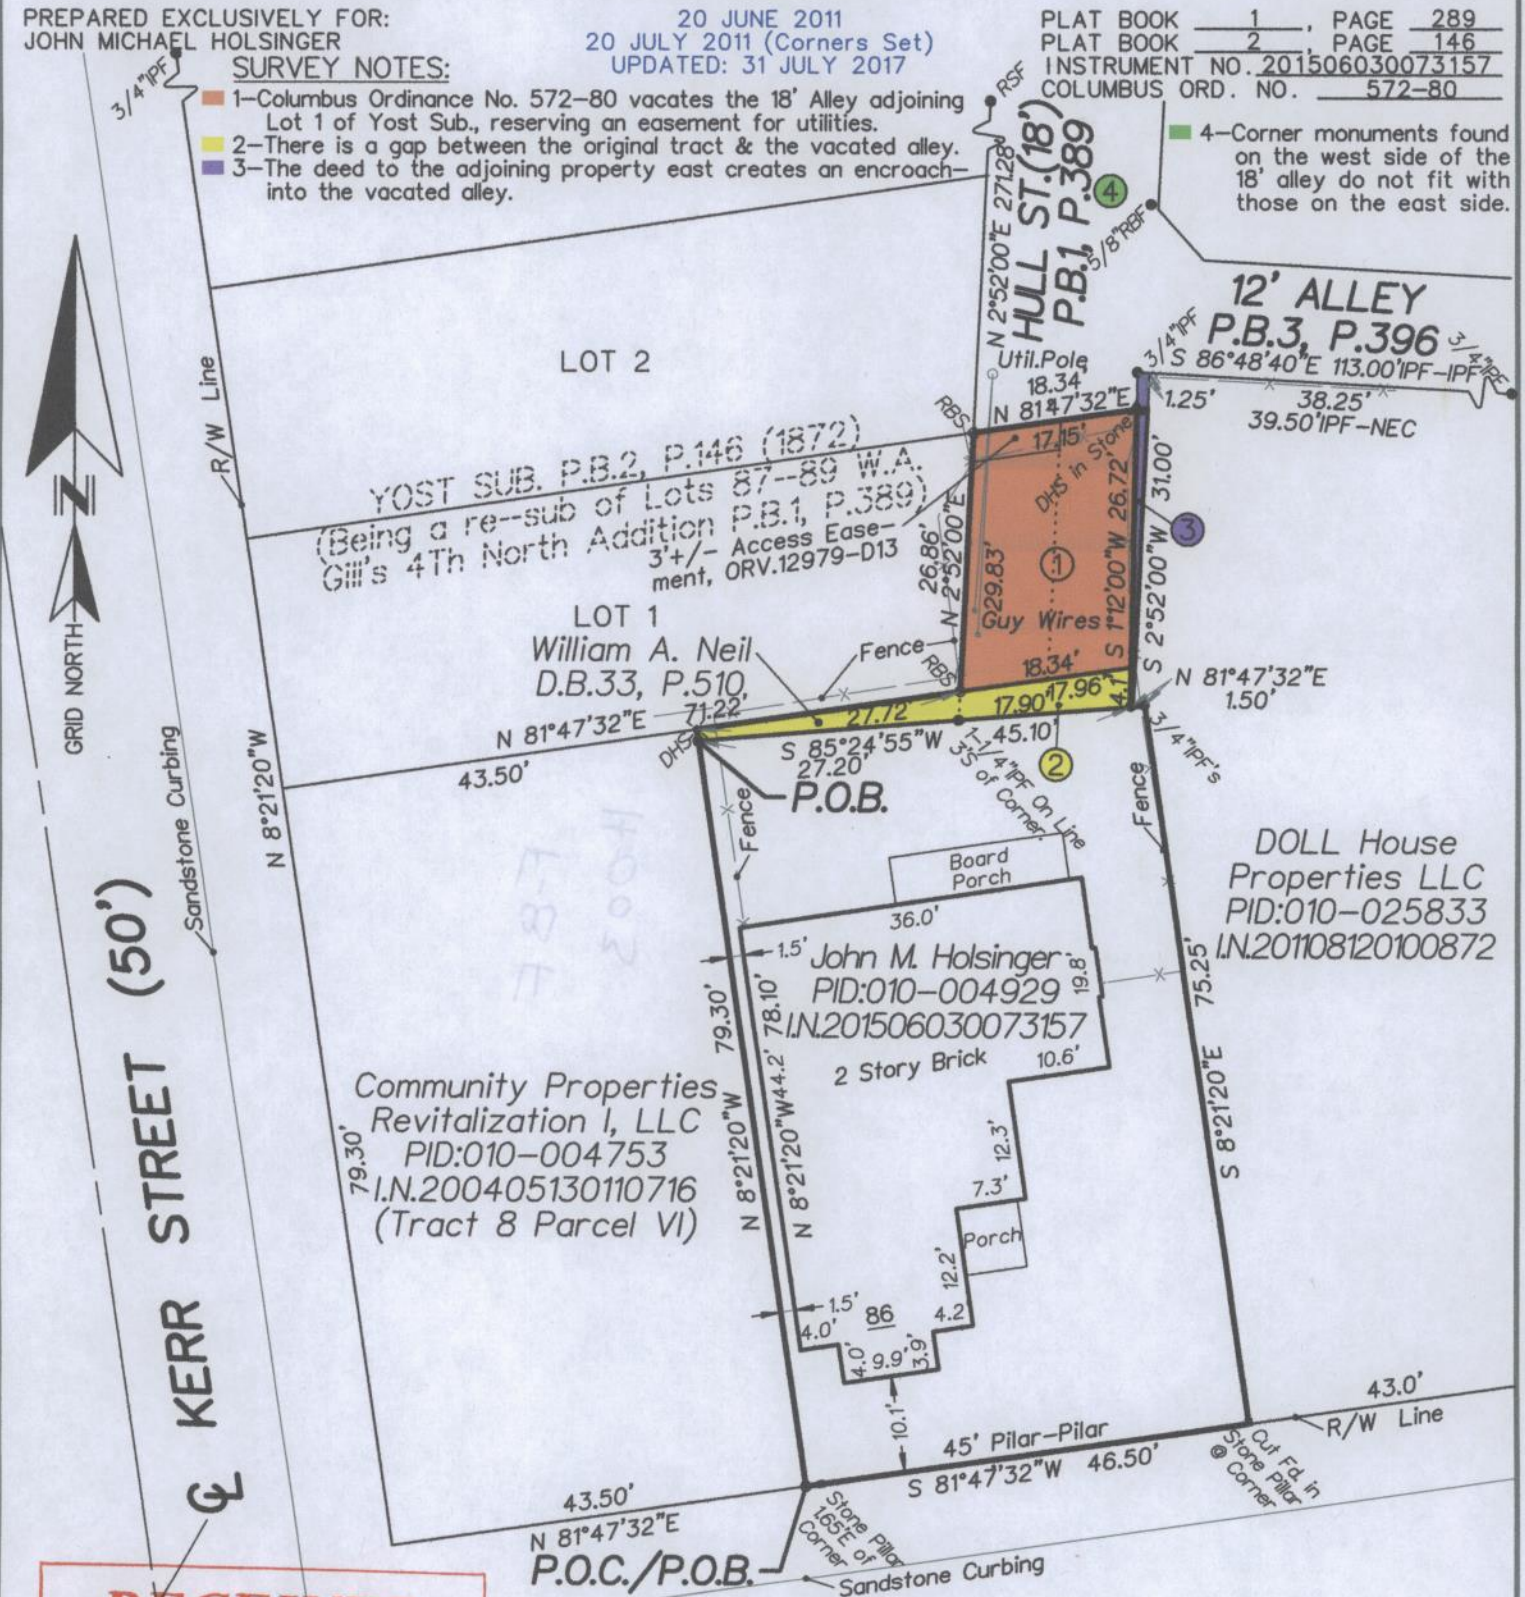 PREPARED EXCLUSIVELY FOR:
JOHN MICHAEL HOLSINGER
20 JUNE 2011
20 JULY 2011 (Corners Set)
UPDATED: 31 JULY 2017
PLAT BOOK 1, PAGE 289
PLAT BOOK 2, PAGE 146
INSTRUMENT NO. 201506030073157
COLUMBUS ORD. NO. 572-80
SURVEY NOTES:
1-Columbus Ordinance No. 572-80 vacates the 18' Alley adjoining
Lot 1 of Yost Sub., reserving an easement for utilities.
2-There is a gap between the original tract & the vacated alley.
3-The deed to the adjoining property east creates an encroach-
into the vacated alley.
4-Corner monuments found
on the west side of the
18' alley do not fit with
those on the east side.
3/4"IPF
RSF
N 2°52'00"E 271.28'
HULL ST.(18')
P.B.1, P.389
4
5/8"RBF
12' ALLEY
P.B.3, P.396
3/4"IPF
3/4"IPF
S 86°48'40"E 113.00'IPF-IPF
1.25'
38.25'
39.50'IPF-NEC
LOT 2
R/W Line
Util.Pole
18.34'
N 81°47'32"E
RBS
17.15'
DHS in Stone
YOST SUB. P.B.2, P.146 (1872)
(Being a re--sub of Lots 87--89 W.A.
Gill's 4Th North Addition P.B.1, P.389)
3'+/- Access Ease-
ment, ORV.12979-D13
26.86'
N 2°52'00"E
G29.83'
1
Guy Wires
S 1°12'00"W 26.72'
31.00'
S 2°52'00"W
3
LOT 1
William A. Neil
D.B.33, P.510
Fence
RBS
18.34'
N 81°47'32"E
1.50'
71.22'
N 81°47'32"E
27.72'
17.90'
17.96'
4.1'
DHS
S 85°24'55"W
45.10'
27.20'
1-1/4"IPF On Line
3'S of Corner.
2
3/4"IPF's
43.50'
P.O.B.
Fence
Fence
N
GRID NORTH
Sandstone Curbing
N 8°21'20"W
Board
Porch
36.0'
DOLL House
Properties LLC
PID:010-025833
I.N.201108120100872
1.5'
John M. Holsinger
PID:010-004929
I.N.201506030073157
2 Story Brick
19.8'
75.25'
S 8°21'20"E
10.6'
79.30'
N 8°21'20"W
78.10'
44.2'
N 8°21'20"W
Community Properties
Revitalization I, LLC
PID:010-004753
I.N.200405130110716
(Tract 8 Parcel VI)
79.30'
12.3'
7.3'
Porch
12.2'
1.5'
86
4.2'
4.0'
4.0'
9.9'
3.9'
10.1'
℄ KERR STREET (50')
43.0'
R/W Line
45' Pilar-Pilar
S 81°47'32"W 46.50'
Cut Fd. in
Stone Pillar
@ Corner
43.50'
N 81°47'32"E
Stone Pillar
1.65'E of
Corner
P.O.C./P.O.B.
Sandstone Curbing